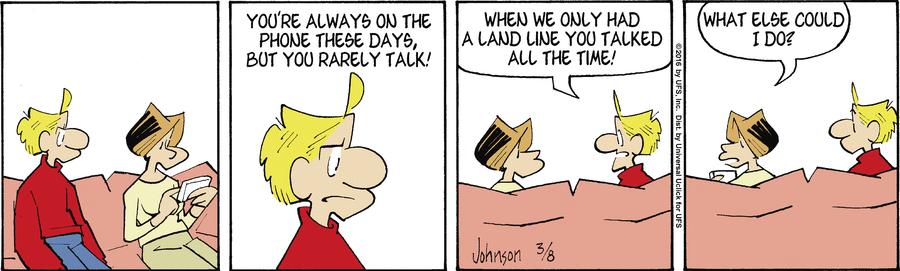 YOU'RE ALWAYS ON THE
PHONE THESE DAYS,
BUT YOU RARELY TALK!
WHEN WE ONLY HAD
A LAND LINE YOU TALKED
ALL THE TIME!
Johnson 3/8
©2016 by UFS, Inc. Dist. by Universal Uclick for UFS
WHAT ELSE COULD
I DO?